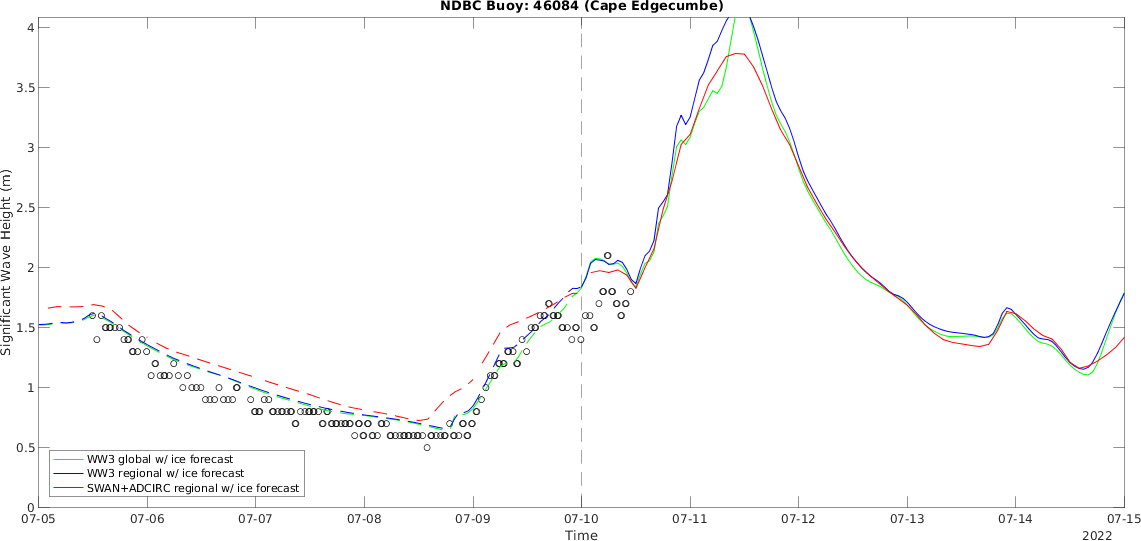 NDBC Buoy: 46084 (Cape Edgecumbe)
4
3.5
3
2.5
2
1.5
1
0.5
0
Significant Wave Height (m)
WW3 global w/ ice forecast
WW3 regional w/ ice forecast
SWAN+ADCIRC regional w/ ice forecast
07-05 07-06 07-07 07-08 07-09 07-10 07-11 07-12 07-13 07-14 07-15
Time
2022